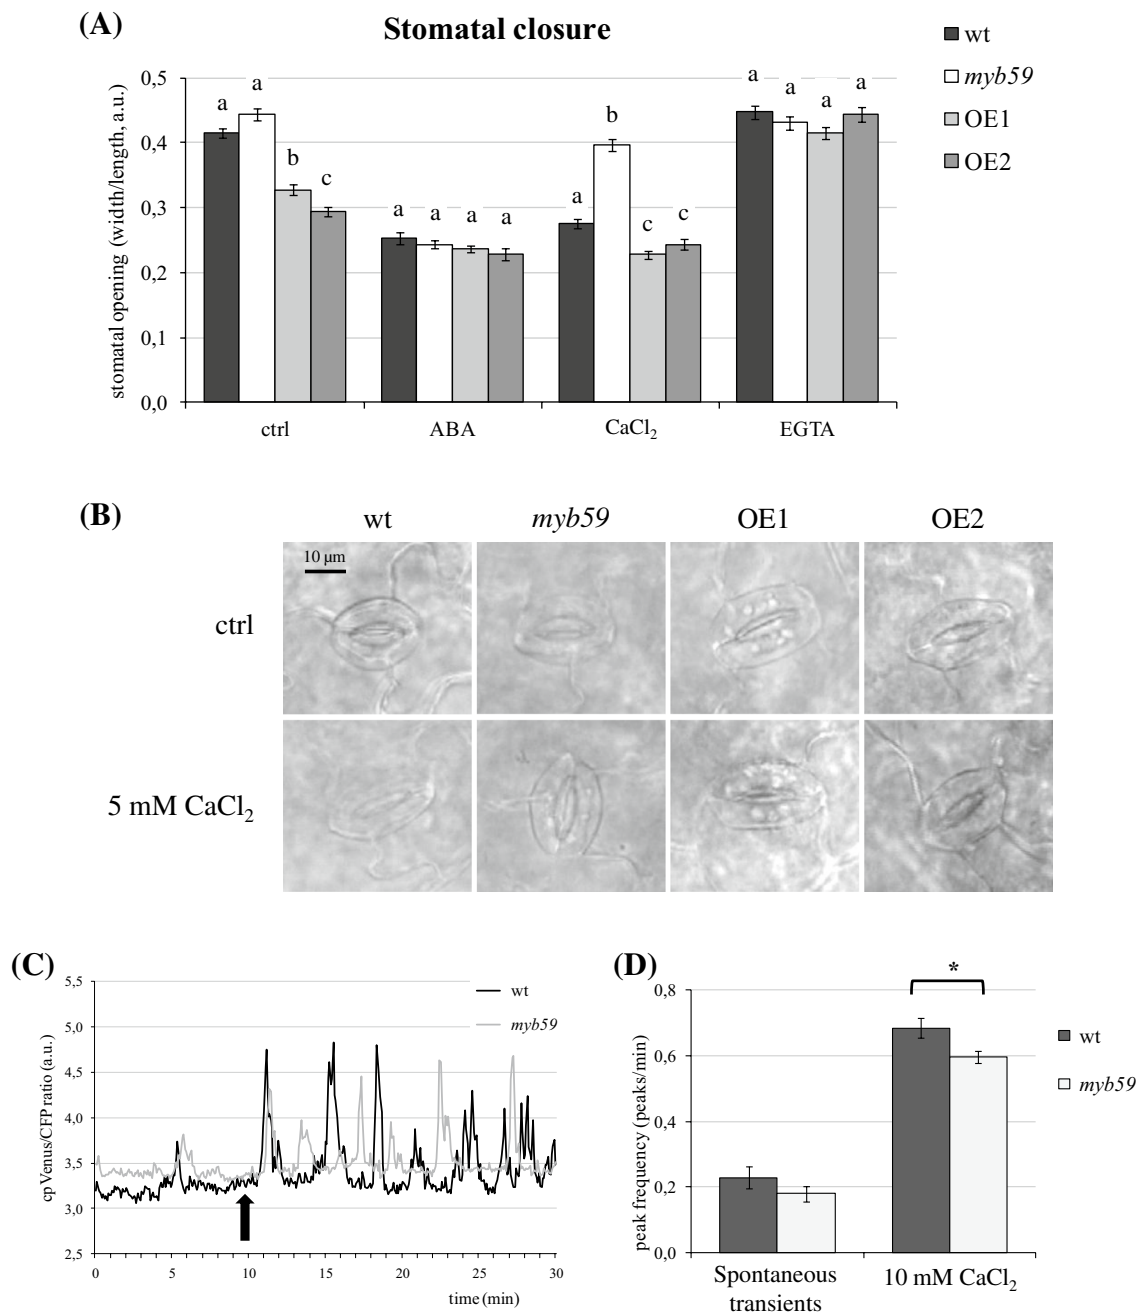 (A)
Stomatal closure
wt
myb59
OE1
OE2
stomatal opening (width/length, a.u.)
0,5
0,4
0,3
0,2
0,1
0,0
a a b c
a a a a
a b c c
a a a a
ctrl ABA CaCl₂ EGTA
(B)
wt myb59 OE1 OE2
10 µm
ctrl
5 mM CaCl₂
(C)
cpVenus/CFP ratio (a.u.)
5,5
5,0
4,5
4,0
3,5
3,0
2,5
wt
myb59
0 5 10 15 20 25 30
time (min)
(D)
peak frequency (peaks/min)
0,8
0,6
0,4
0,2
0,0
*
wt
myb59
Spontaneous
transients
10 mM CaCl₂